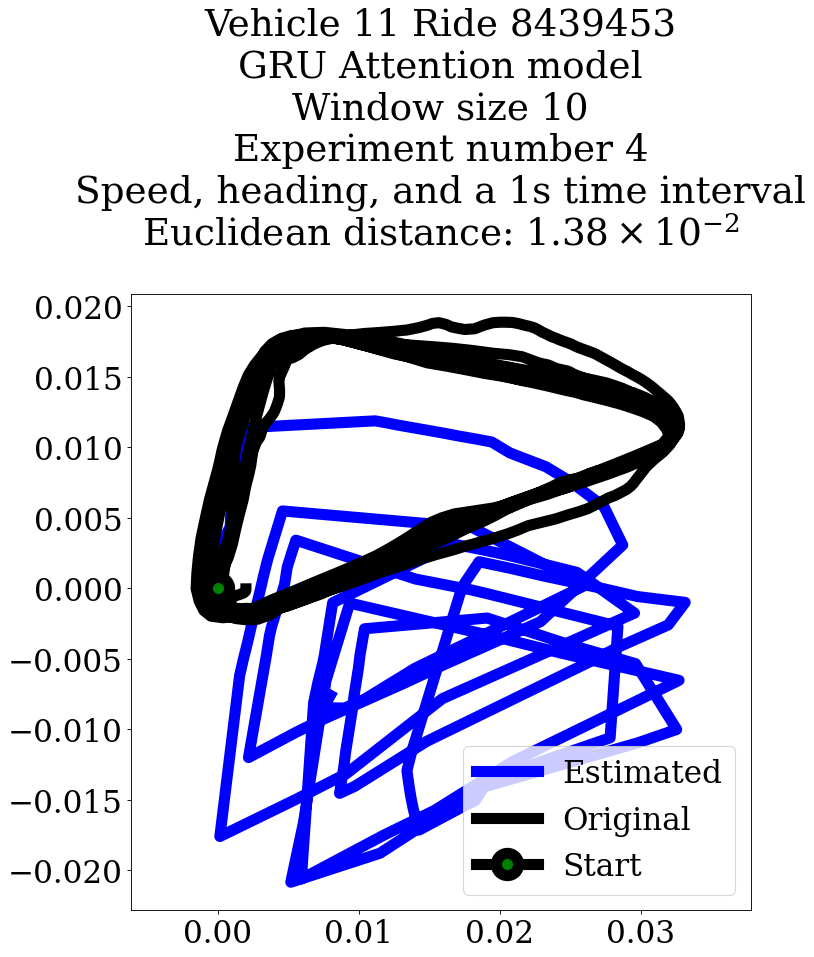 Vehicle 11 Ride 8439453
GRU Attention model
Window size 10
Experiment number 4
Speed, heading, and a 1s time interval
Euclidean distance: 1.38 × 10⁻²
0.020
0.015
0.010
0.005
0.000
−0.005
−0.010
−0.015
−0.020
Estimated
Original
Start
0.00 0.01 0.02 0.03